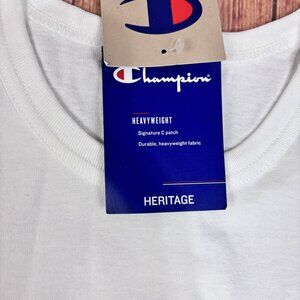 Champion
HEAVYWEIGHT
Signature C patch
Durable, heavyweight fabric
HERITAGE